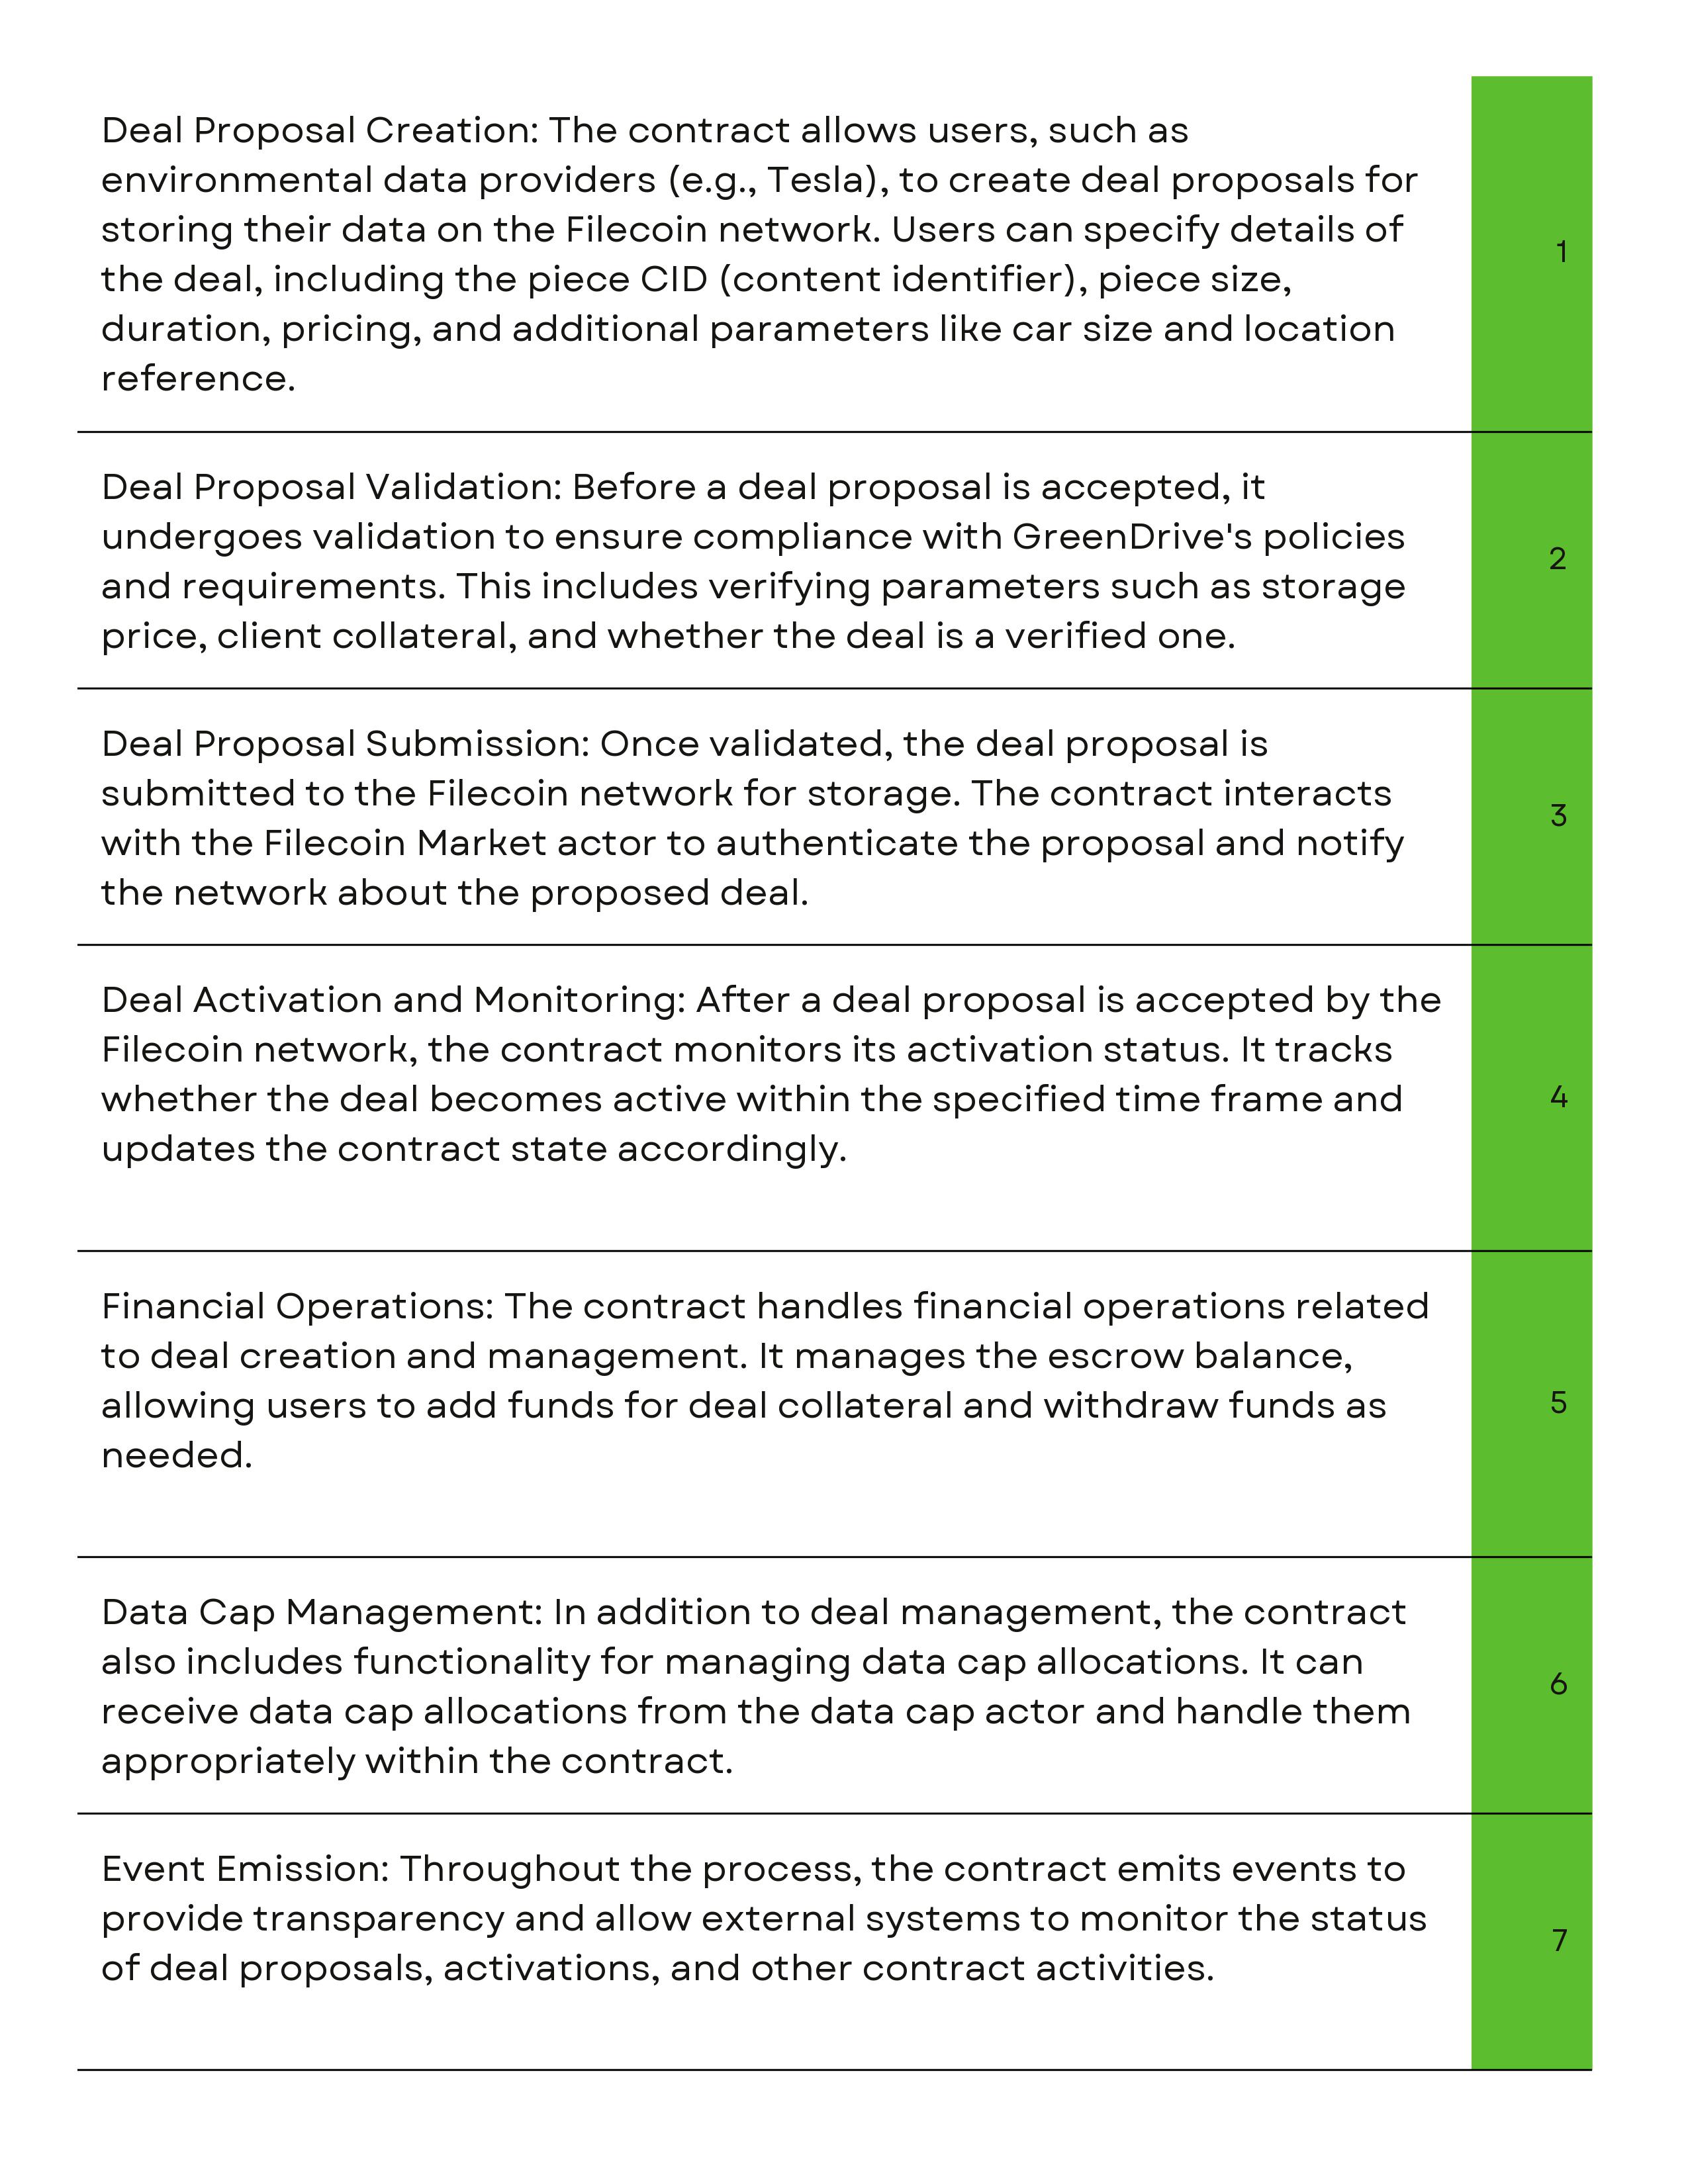 Deal Proposal Creation: The contract allows users, such as
environmental data providers (e.g., Tesla), to create deal proposals for
storing their data on the Filecoin network. Users can specify details of
the deal, including the piece CID (content identifier), piece size,
duration, pricing, and additional parameters like car size and location
reference.
1
Deal Proposal Validation: Before a deal proposal is accepted, it
undergoes validation to ensure compliance with GreenDrive's policies
and requirements. This includes verifying parameters such as storage
price, client collateral, and whether the deal is a verified one.
2
Deal Proposal Submission: Once validated, the deal proposal is
submitted to the Filecoin network for storage. The contract interacts
with the Filecoin Market actor to authenticate the proposal and notify
the network about the proposed deal.
3
Deal Activation and Monitoring: After a deal proposal is accepted by the
Filecoin network, the contract monitors its activation status. It tracks
whether the deal becomes active within the specified time frame and
updates the contract state accordingly.
4
Financial Operations: The contract handles financial operations related
to deal creation and management. It manages the escrow balance,
allowing users to add funds for deal collateral and withdraw funds as
needed.
5
Data Cap Management: In addition to deal management, the contract
also includes functionality for managing data cap allocations. It can
receive data cap allocations from the data cap actor and handle them
appropriately within the contract.
6
Event Emission: Throughout the process, the contract emits events to
provide transparency and allow external systems to monitor the status
of deal proposals, activations, and other contract activities.
7